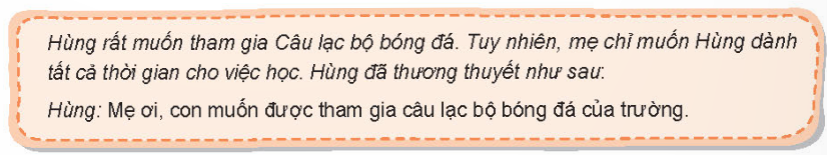 Hùng rất muốn tham gia Câu lạc bộ bóng đá. Tuy nhiên, mẹ chỉ muốn Hùng dành
tất cả thời gian cho việc học. Hùng đã thương thuyết như sau:
Hùng: Mẹ ơi, con muốn được tham gia câu lạc bộ bóng đá của trường.